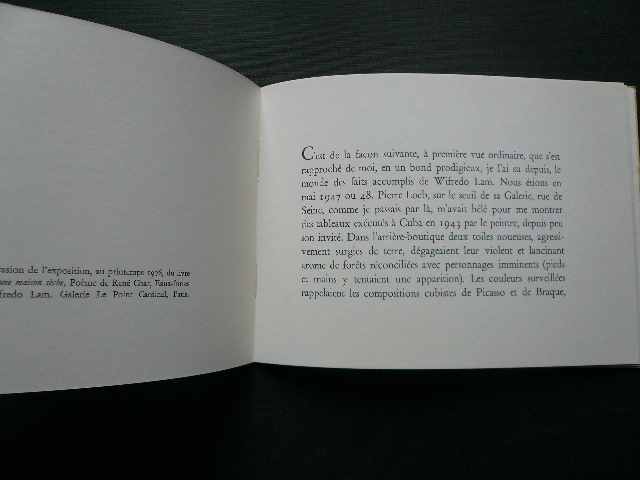 asion de l'exposition, au printemps 1976, du livre
une maison sèche, Poème de René Char, Eaux-fortes
fredo Lam. Galerie Le Point Cardinal, Paris.
C'est de la façon suivante, à première vue ordinaire, que s'est
rapproché de moi, en un bond prodigieux, je l'ai su depuis, le
monde des faits accomplis de Wifredo Lam. Nous étions en
mai 1947 ou 48. Pierre Loeb, sur le seuil de sa Galerie, rue de
Seine, comme je passais par là, m'avait hélé pour me montrer
des tableaux exécutés à Cuba en 1943 par le peintre, depuis peu
son invité. Dans l'arrière-boutique deux toiles noueuses, agressi-
vement surgies de terre, dégageaient leur violent et lancinant
arome de forêts réconciliées avec personnages imminents (pieds
et mains y tentaient une apparition). Les couleurs surveillées
rappelaient les compositions cubistes de Picasso et de Braque,